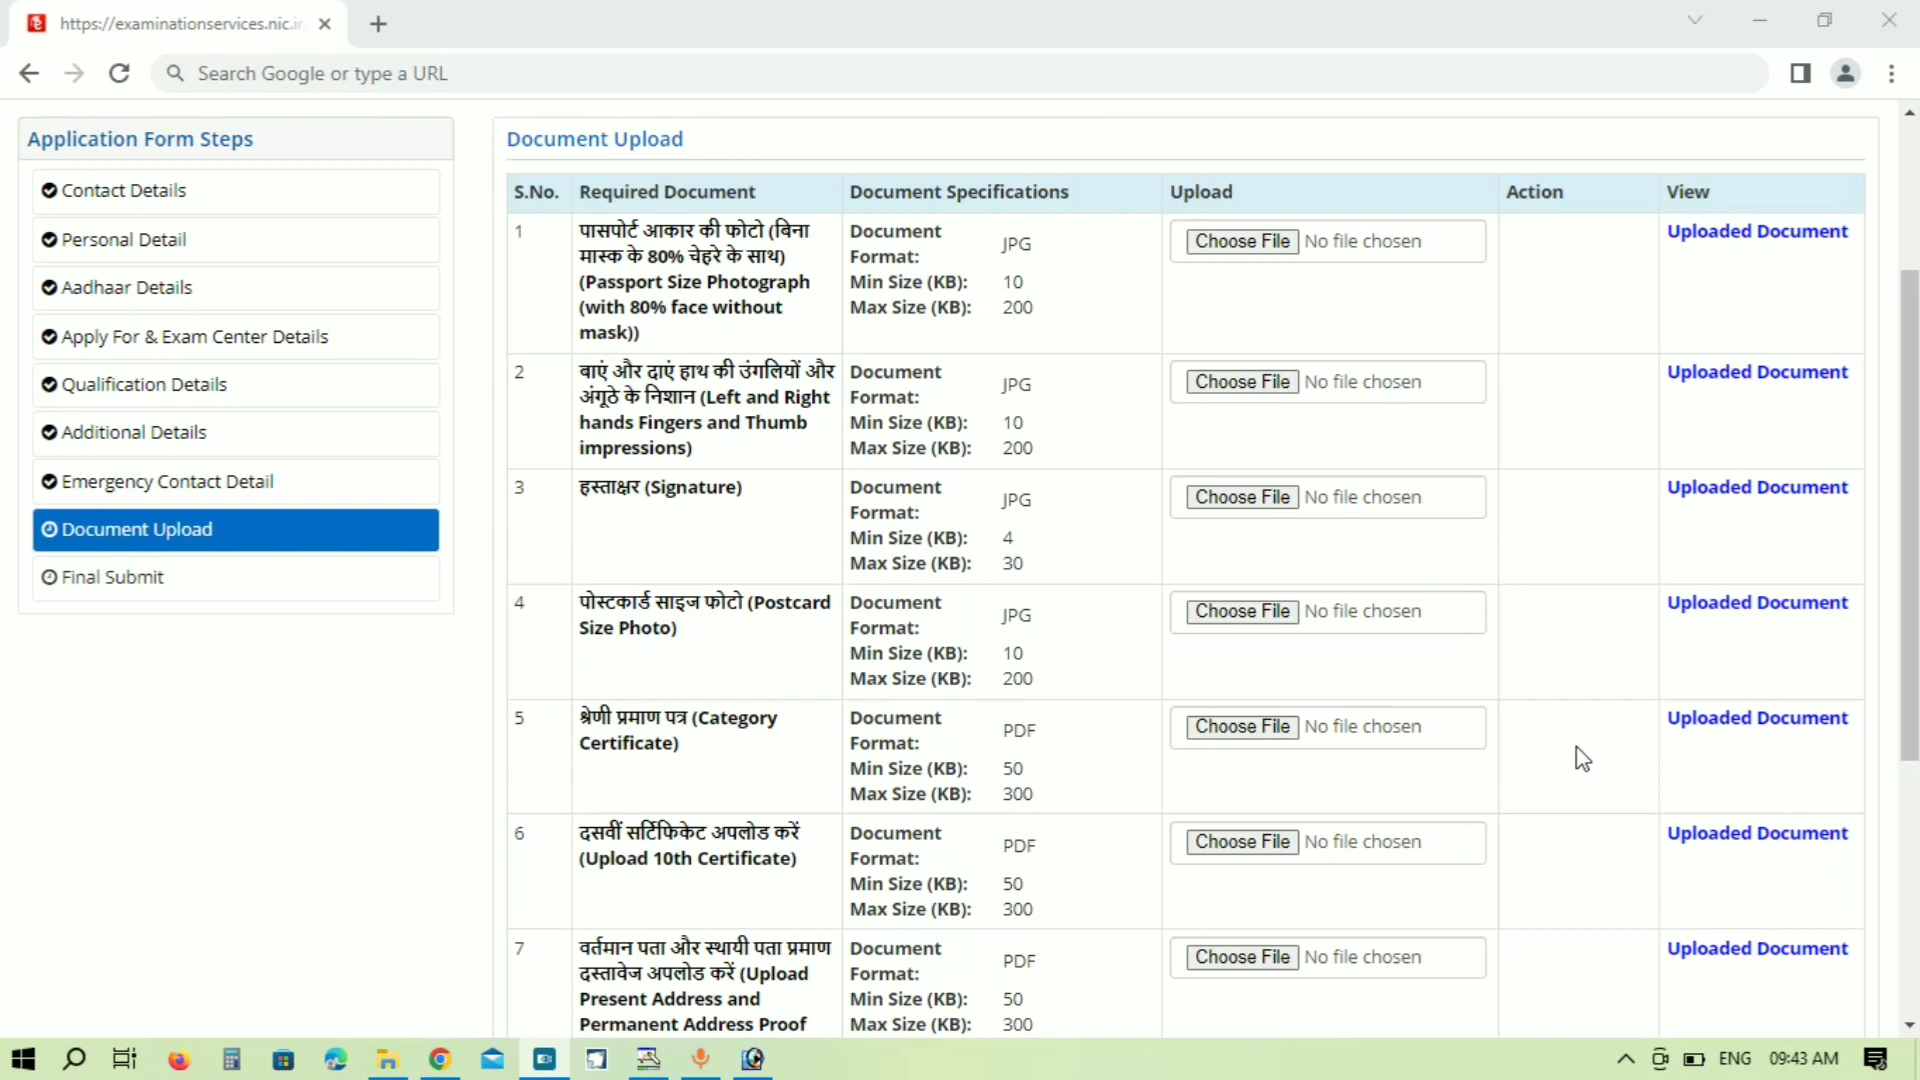 https://examinationservices.nic.in
Search Google or type a URL
Application Form Steps
Contact Details
Personal Detail
Aadhaar Details
Apply For & Exam Center Details
Qualification Details
Additional Details
Emergency Contact Detail
Document Upload
Final Submit
Document Upload
S.No. Required Document Document Specifications Upload Action View
1 पासपोर्ट आकार की फोटो (बिना मास्क के 80% चेहरे के साथ) (Passport Size Photograph (with 80% face without mask))
Document Format: JPG
Min Size (KB): 10
Max Size (KB): 200
Choose File No file chosen
Uploaded Document
2 बाएं और दाएं हाथ की उंगलियों और अंगूठे के निशान (Left and Right hands Fingers and Thumb impressions)
Document Format: JPG
Min Size (KB): 10
Max Size (KB): 200
Choose File No file chosen
Uploaded Document
3 हस्ताक्षर (Signature)
Document Format: JPG
Min Size (KB): 4
Max Size (KB): 30
Choose File No file chosen
Uploaded Document
4 पोस्टकार्ड साइज फोटो (Postcard Size Photo)
Document Format: JPG
Min Size (KB): 10
Max Size (KB): 200
Choose File No file chosen
Uploaded Document
5 श्रेणी प्रमाण पत्र (Category Certificate)
Document Format: PDF
Min Size (KB): 50
Max Size (KB): 300
Choose File No file chosen
Uploaded Document
6 दसवीं सर्टिफिकेट अपलोड करें (Upload 10th Certificate)
Document Format: PDF
Min Size (KB): 50
Max Size (KB): 300
Choose File No file chosen
Uploaded Document
7 वर्तमान पता और स्थायी पता प्रमाण दस्तावेज अपलोड करें (Upload Present Address and Permanent Address Proof
Document Format: PDF
Min Size (KB): 50
Max Size (KB): 300
Choose File No file chosen
Uploaded Document
ENG 09:43 AM